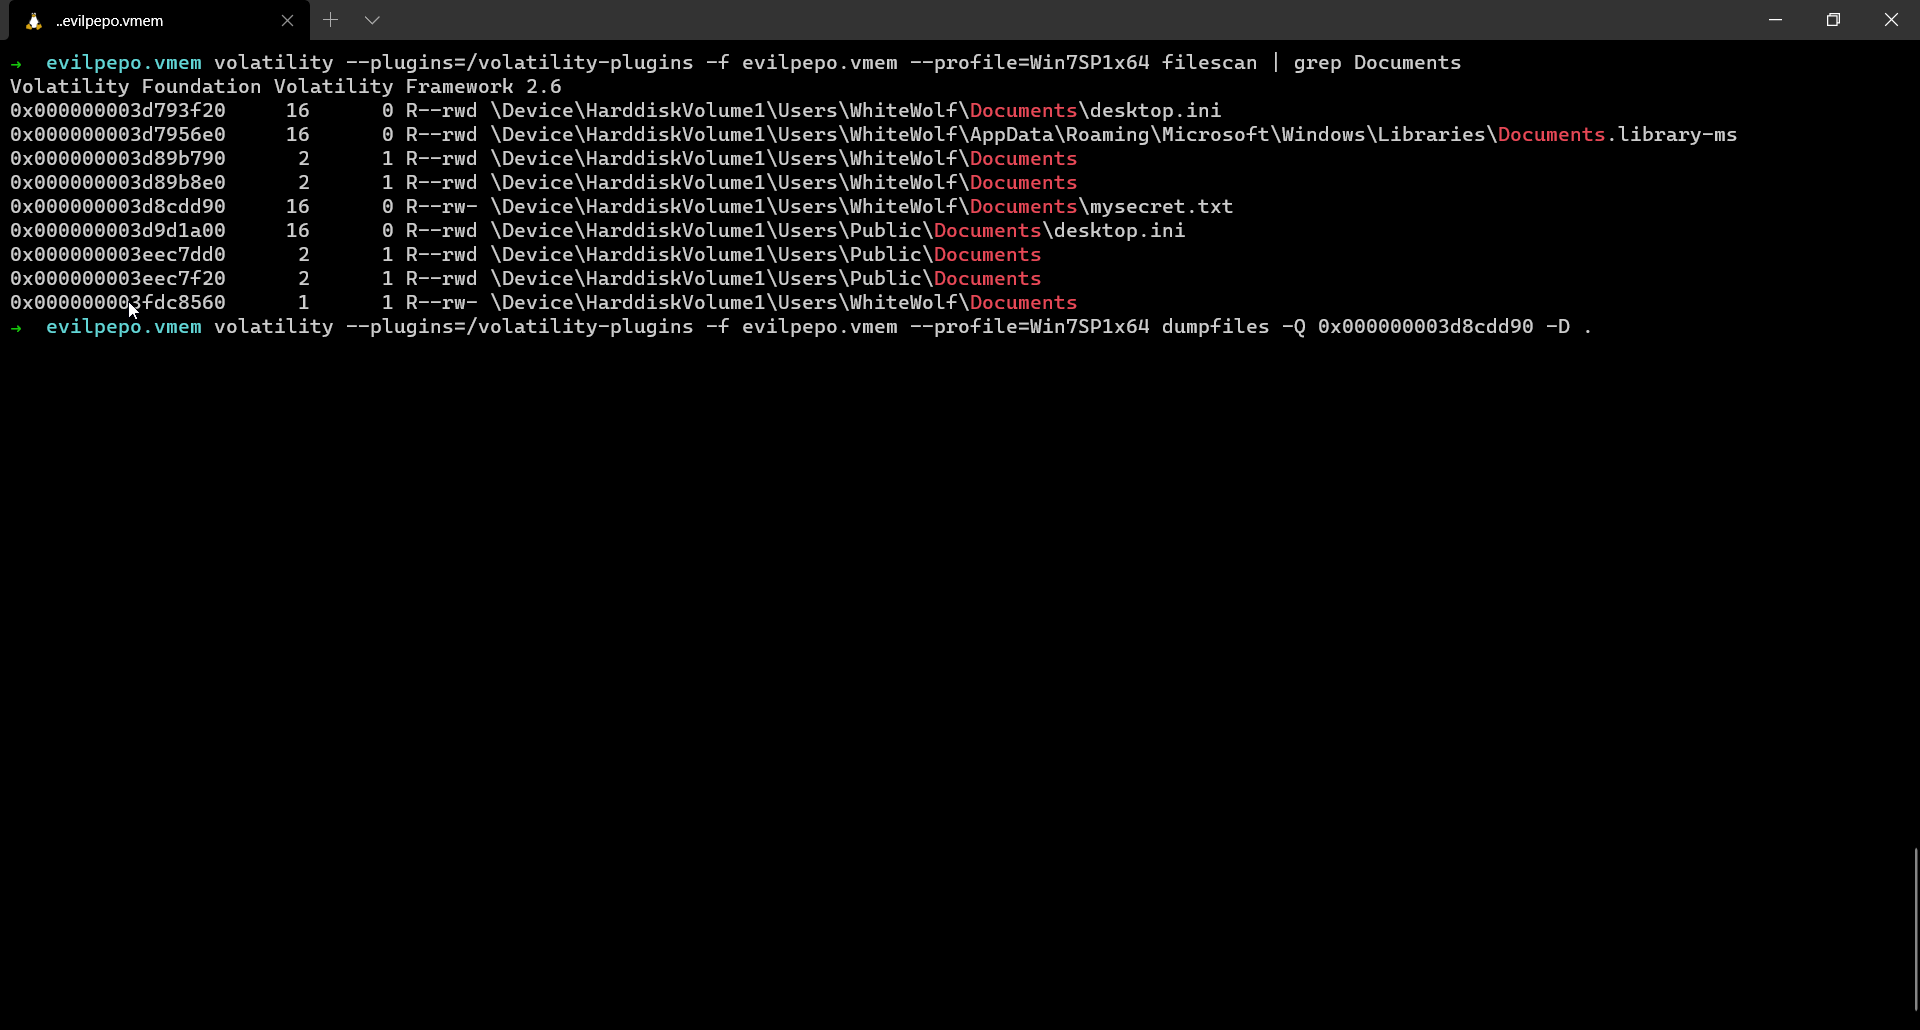 ..evilpepo.vmem
→ evilpepo.vmem volatility --plugins=/volatility-plugins -f evilpepo.vmem --profile=Win7SP1x64 filescan | grep Documents
Volatility Foundation Volatility Framework 2.6
0x000000003d793f20     16      0 R--rwd \Device\HarddiskVolume1\Users\WhiteWolf\Documents\desktop.ini
0x000000003d7956e0     16      0 R--rwd \Device\HarddiskVolume1\Users\WhiteWolf\AppData\Roaming\Microsoft\Windows\Libraries\Documents.library-ms
0x000000003d89b790      2      1 R--rwd \Device\HarddiskVolume1\Users\WhiteWolf\Documents
0x000000003d89b8e0      2      1 R--rwd \Device\HarddiskVolume1\Users\WhiteWolf\Documents
0x000000003d8cdd90     16      0 R--rw- \Device\HarddiskVolume1\Users\WhiteWolf\Documents\mysecret.txt
0x000000003d9d1a00     16      0 R--rwd \Device\HarddiskVolume1\Users\Public\Documents\desktop.ini
0x000000003eec7dd0      2      1 R--rwd \Device\HarddiskVolume1\Users\Public\Documents
0x000000003eec7f20      2      1 R--rwd \Device\HarddiskVolume1\Users\Public\Documents
0x000000003fdc8560      1      1 R--rw- \Device\HarddiskVolume1\Users\WhiteWolf\Documents
→ evilpepo.vmem volatility --plugins=/volatility-plugins -f evilpepo.vmem --profile=Win7SP1x64 dumpfiles -Q 0x000000003d8cdd90 -D .